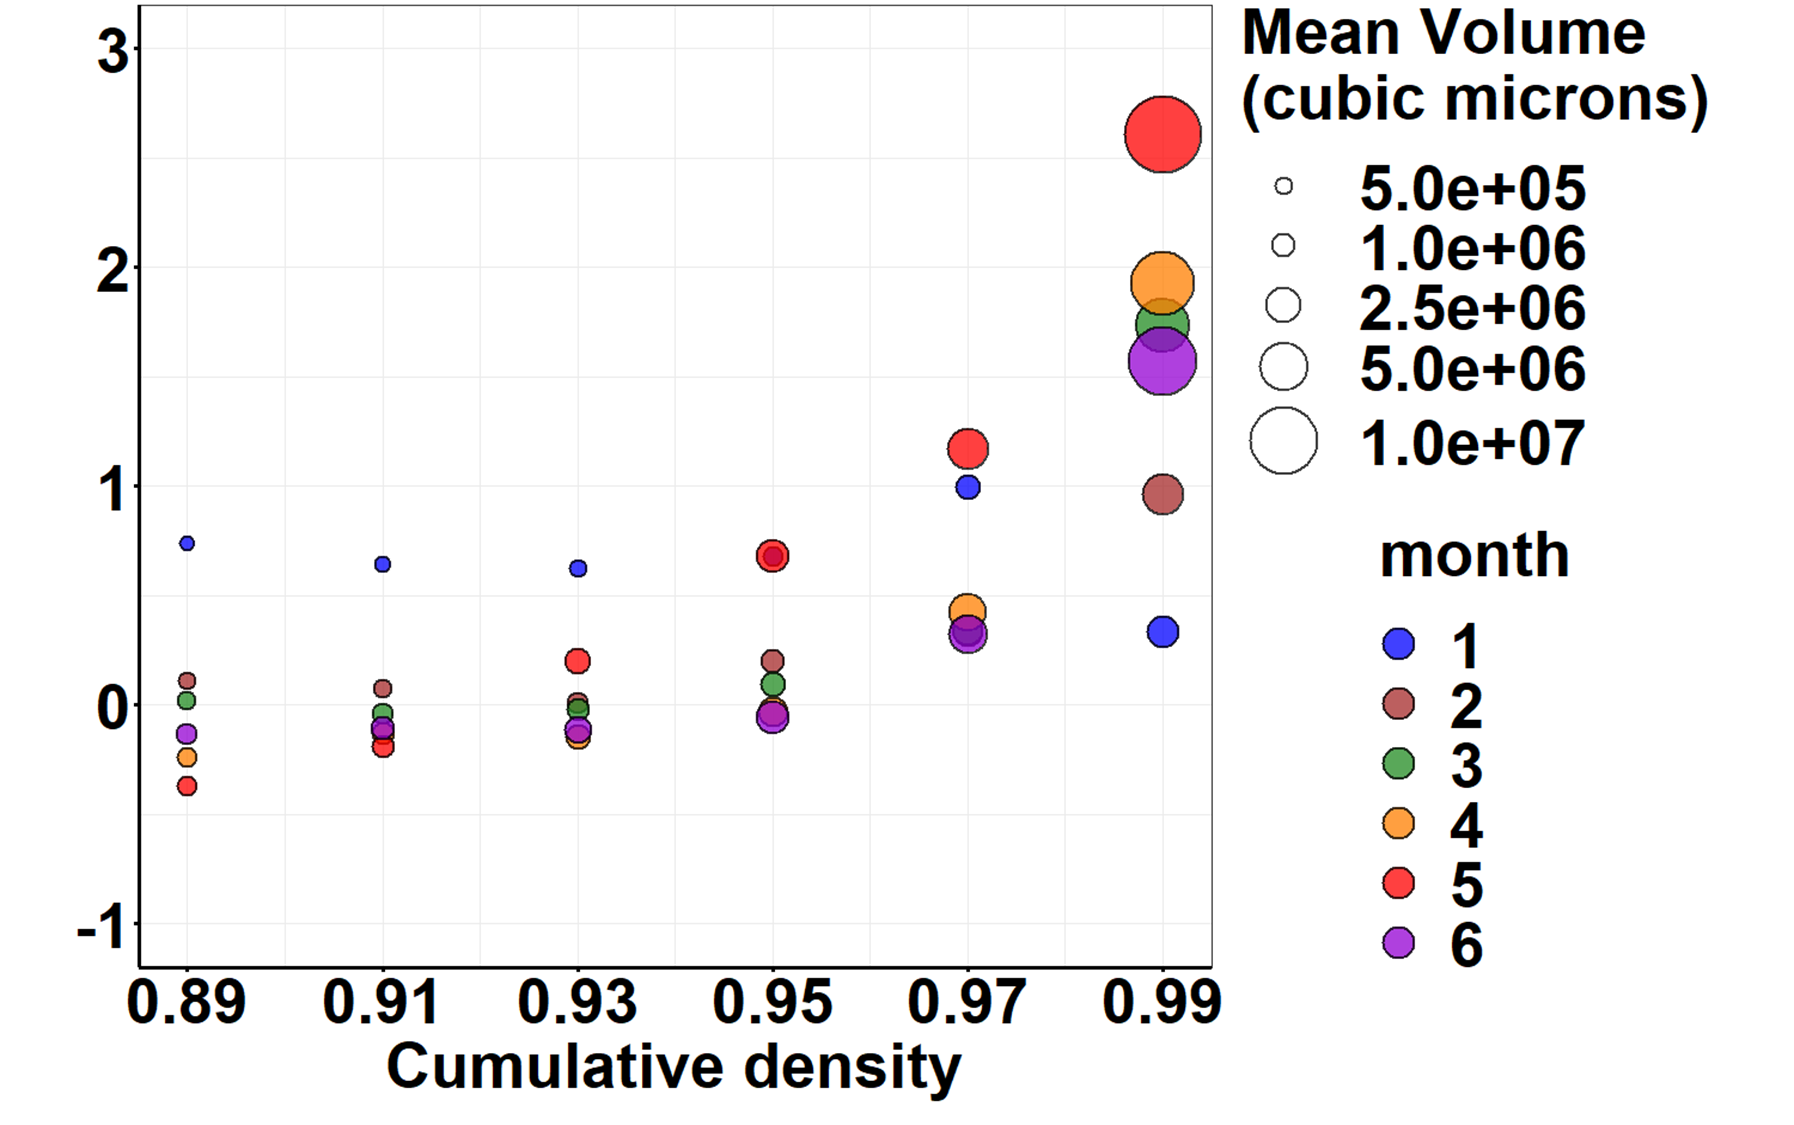 3
2
1
0
-1
0.89 0.91 0.93 0.95 0.97 0.99
Cumulative density
Mean Volume
(cubic microns)
5.0e+05
1.0e+06
2.5e+06
5.0e+06
1.0e+07
month
1
2
3
4
5
6